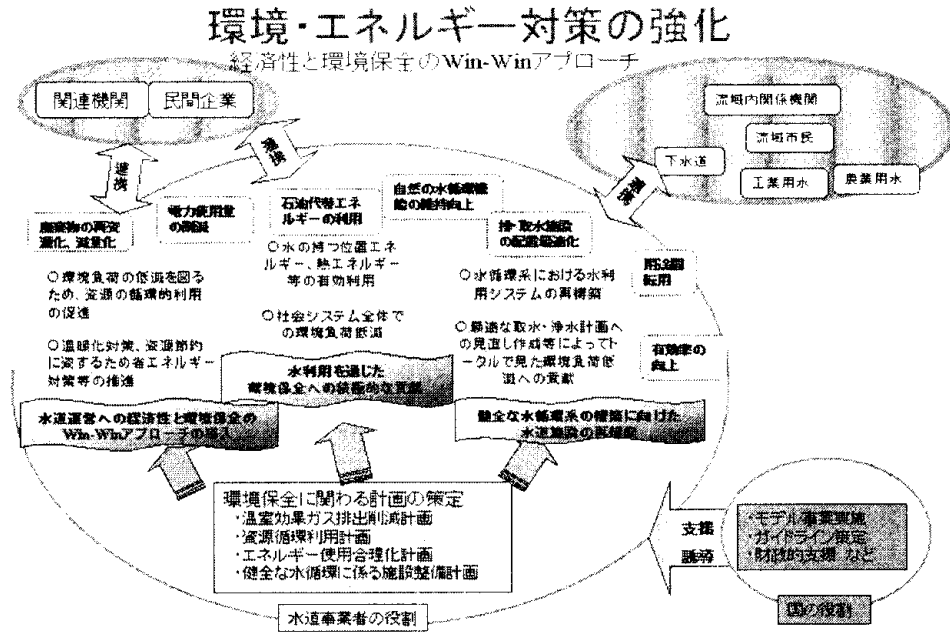 環境・エネルギー対策の強化
経済性と環境保全のWin-Winアプローチ
関連機関
民間企業
流域内関係機関
流域市民
下水道
工業用水
農業用水
連携
連携
連携
廃棄物の再資
源化、減量化
電力使用量
の削減
石油代替エネ
ルギーの利用
自然の水循環機
能の維持向上
排・取水施設
の配置最適化
用途間
転用
有効率の
向上
○環境負荷の低減を図る
ため、資源の循環的利用
の促進
○温暖化対策、資源節約
に資するため省エネルギー
対策等の推進
○水の持つ位置エネ
ルギー、熱エネルギー
等の有効利用
○社会システム全体で
の環境負荷低減
○水循環系における水利
用システムの再構築
○最適な取水・浄水計画へ
の見直し作成等によってト
ータルで見た環境負荷低
減への貢献
水道運営への経済性と環境保全の
Win-Winアプローチの導入
水利用を通じた
環境保全への積極的な貢献
健全な水循環系の構築に向けた
水道施設の再構築
環境保全に関わる計画の策定
・温室効果ガス排出削減計画
・資源循環利用計画
・エネルギー使用合理化計画
・健全な水循環に係る施設整備計画
水道事業者の役割
支援
誘導
・モデル事業実施
・ガイドライン策定
・財政的支援 など
国の役割